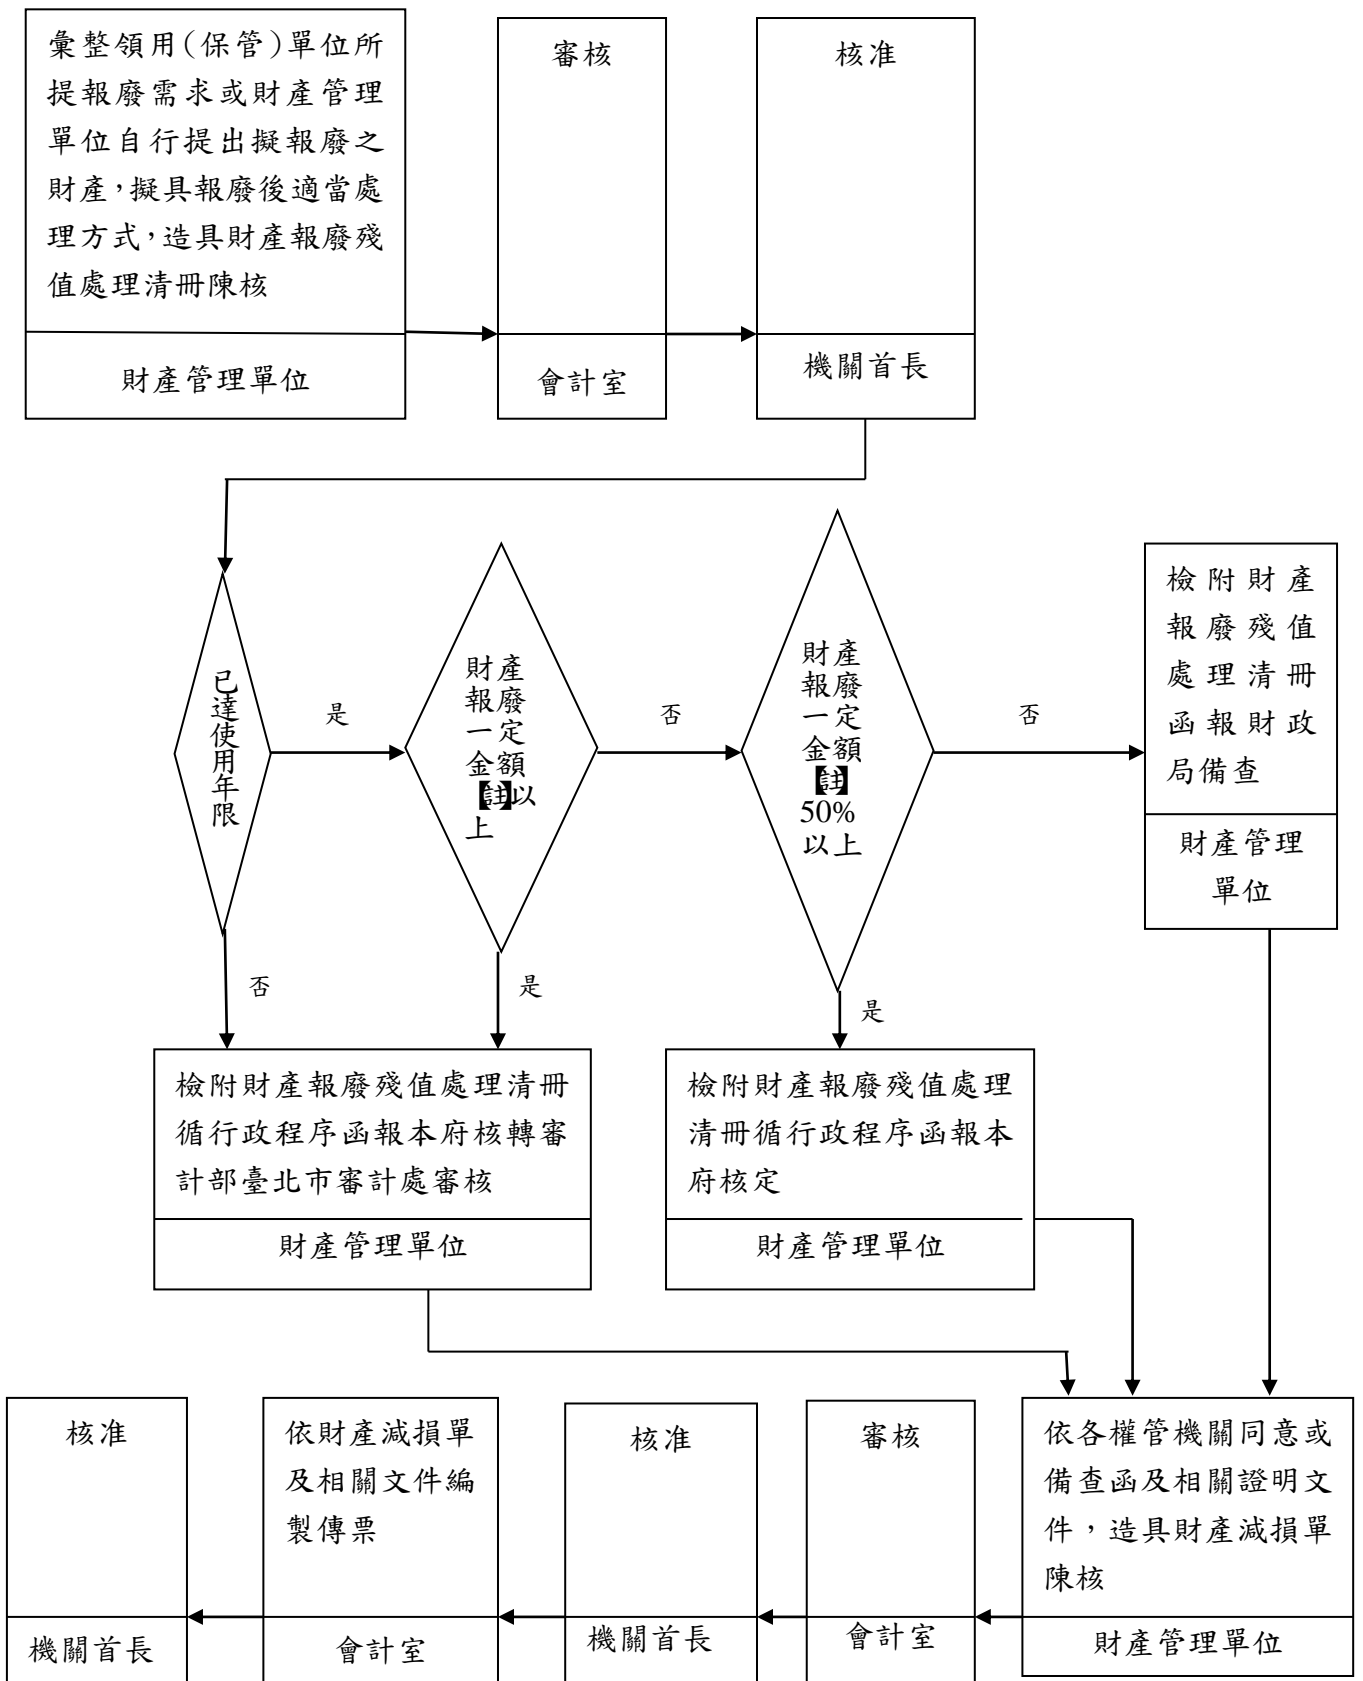 彙整領用(保管)單位所
提報廢需求或財產管理
單位自行提出擬報廢之
財產，擬具報廢後適當處
理方式，造具財產報廢殘
值處理清冊陳核
財產管理單位
審核
會計室
核准
機關首長
已達使用年限
是
否
財產
報廢
一定
金額
【註】以
上
否
是
財產
報廢
一定
金額
【註】
50%
以上
否
是
檢附財產
報廢殘值
處理清冊
函報財政
局備查
財產管理
單位
檢附財產報廢殘值處理清冊
循行政程序函報本府核轉審
計部臺北市審計處審核
財產管理單位
檢附財產報廢殘值處理
清冊循行政程序函報本
府核定
財產管理單位
依各權管機關同意或
備查函及相關證明文
件，造具財產減損單
陳核
財產管理單位
審核
會計室
核准
機關首長
依財產減損單
及相關文件編
製傳票
會計室
核准
機關首長